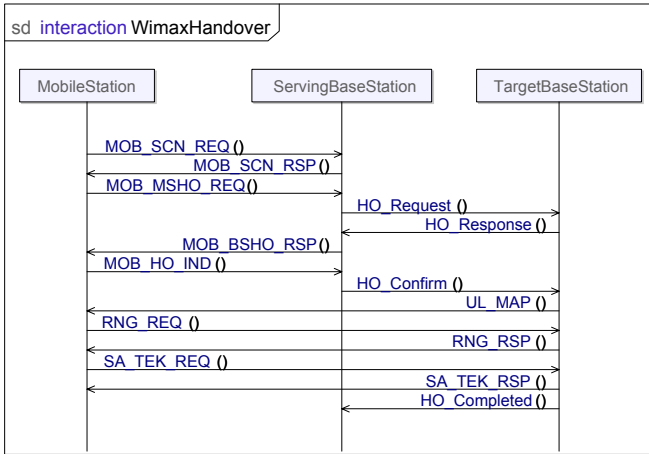 sd interaction WimaxHandover
MobileStation
ServingBaseStation
TargetBaseStation
MOB_SCN_REQ()
MOB_SCN_RSP()
MOB_MSHO_REQ()
HO_Request ()
HO_Response ()
MOB_BSHO_RSP()
MOB_HO_IND ()
HO_Confirm ()
UL_MAP ()
RNG_REQ ()
RNG_RSP ()
SA_TEK_REQ ()
SA_TEK_RSP ()
HO_Completed ()